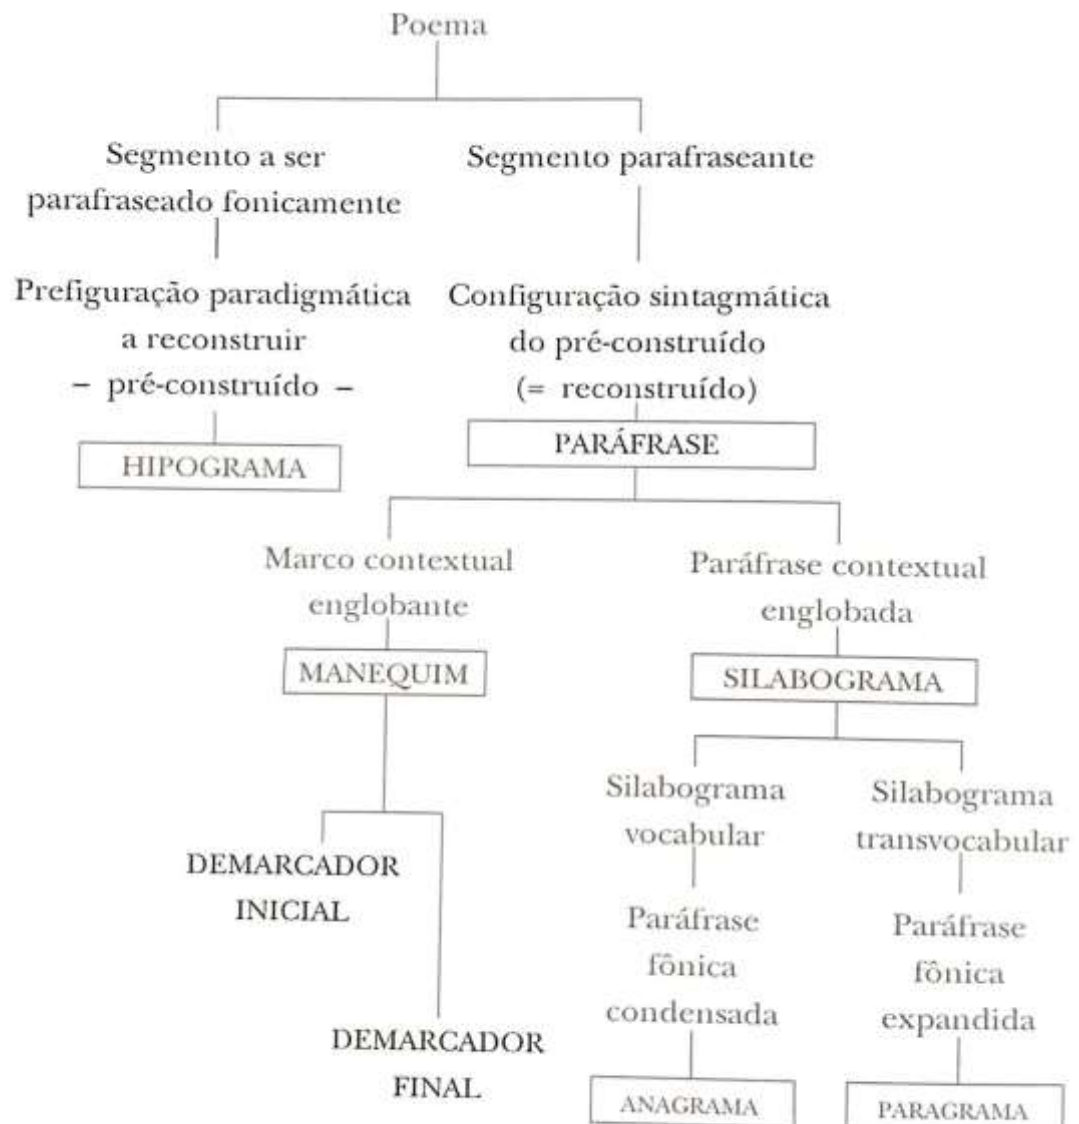 Poema
Segmento a ser
parafraseado fonicamente
Segmento parafraseante
Prefiguração paradigmática
a reconstruir
– pré-construído –
HIPOGRAMA
Configuração sintagmática
do pré-construído
(= reconstruído)
PARÁFRASE
Marco contextual
englobante
MANEQUIM
DEMARCADOR
INICIAL
DEMARCADOR
FINAL
Paráfrase contextual
englobada
SILABOGRAMA
Silabograma
vocabular
Paráfrase
fônica
condensada
ANAGRAMA
Silabograma
transvocabular
Paráfrase
fônica
expandida
PARAGRAMA